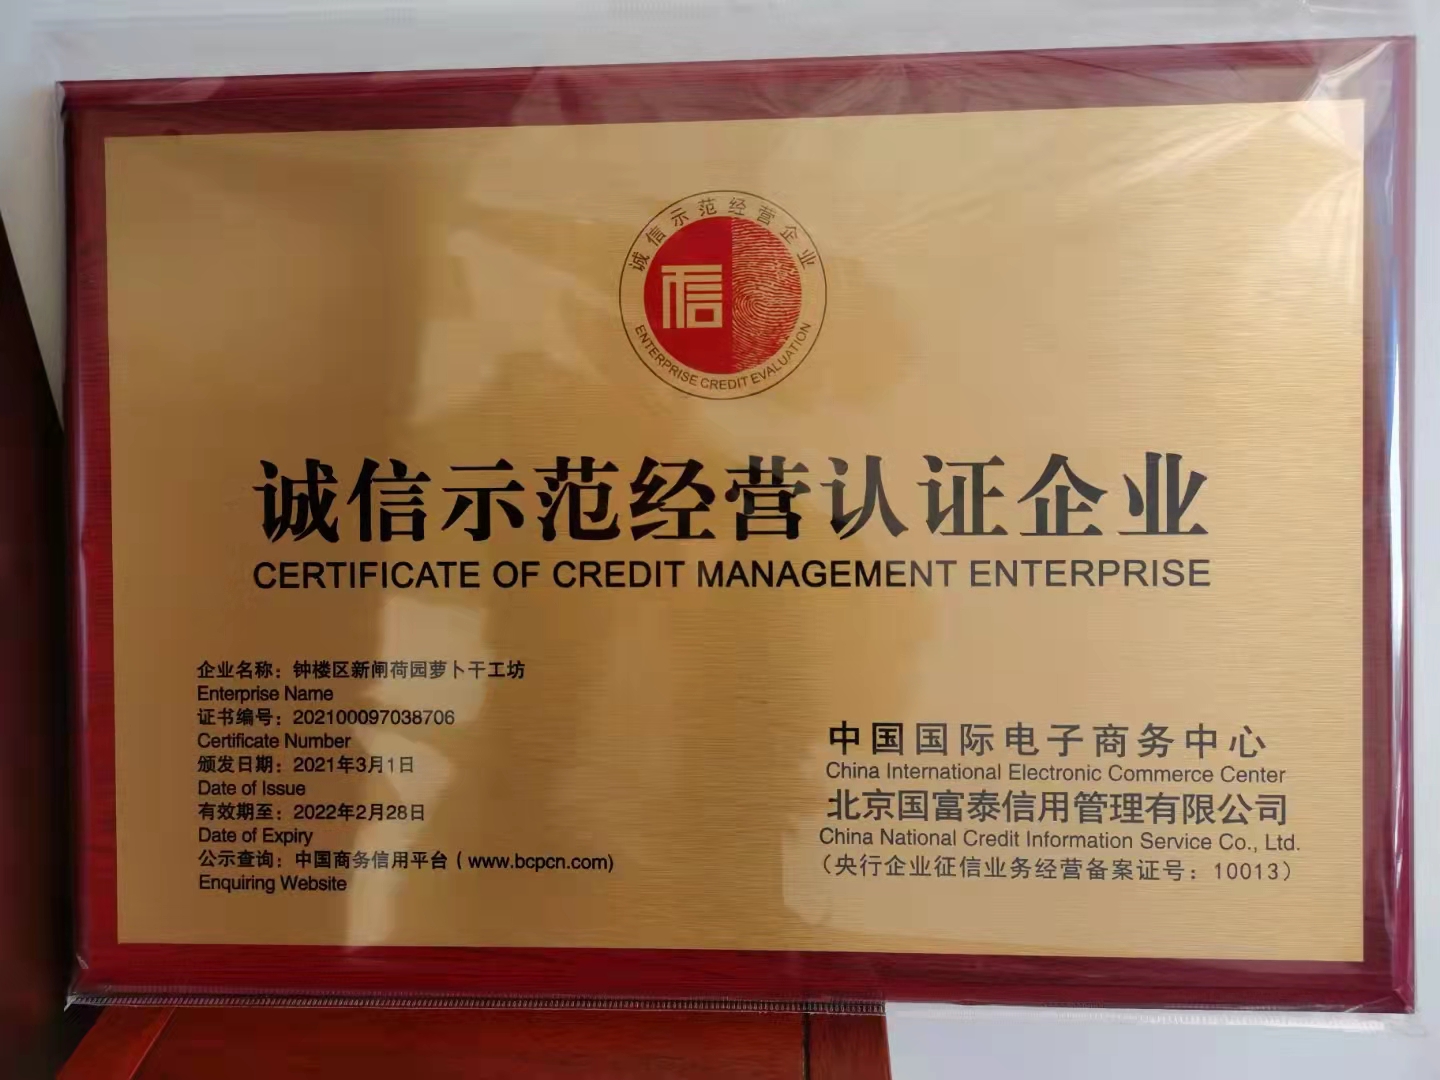 诚信示范经营企业
信
ENTERPRISE CREDIT EVALUATION
诚信示范经营认证企业
CERTIFICATE OF CREDIT MANAGEMENT ENTERPRISE
企业名称：钟楼区新闸荷园萝卜干工坊
Enterprise Name
证书编号：202100097038706
Certificate Number
颁发日期：2021年3月1日
Date of Issue
有效期至：2022年2月28日
Date of Expiry
公示查询：中国商务信用平台（www.bcpcn.com)
Enquiring Website
中国国际电子商务中心
China International Electronic Commerce Center
北京国富泰信用管理有限公司
China National Credit Information Service Co., Ltd.
（央行企业征信业务经营备案证号：10013）